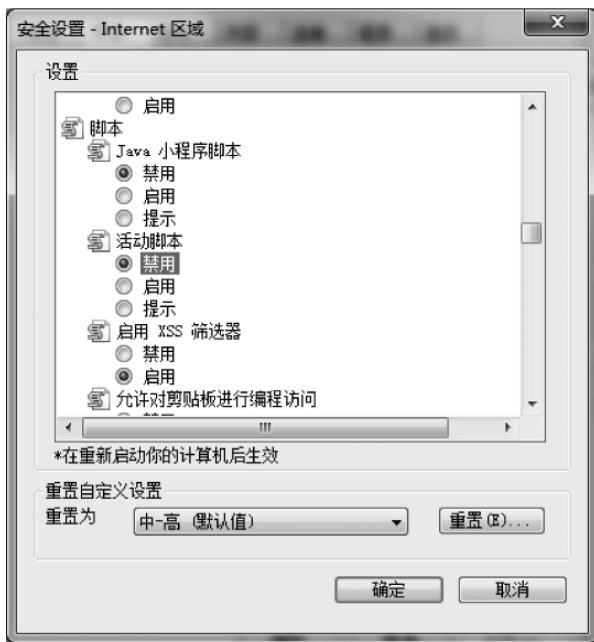 安全设置 - Internet 区域
设置
启用
脚本
Java 小程序脚本
禁用
启用
提示
活动脚本
禁用
启用
提示
启用 XSS 筛选器
禁用
启用
允许对剪贴板进行编程访问
*在重新启动你的计算机后生效
重置自定义设置
重置为 中-高 (默认值) 重置(E)...
确定 取消